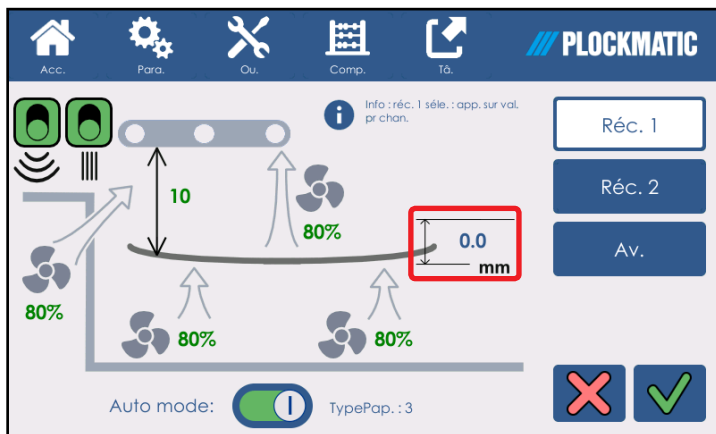 PLOCKMATIC
Acc.
Para.
Ou.
Comp.
Tâ.
Info : réc. 1 séle. : app. sur val.
pr chan.
Réc. 1
Réc. 2
Av.
10
80%
0.0
mm
80%
80%
80%
Auto mode:
TypePap. : 3